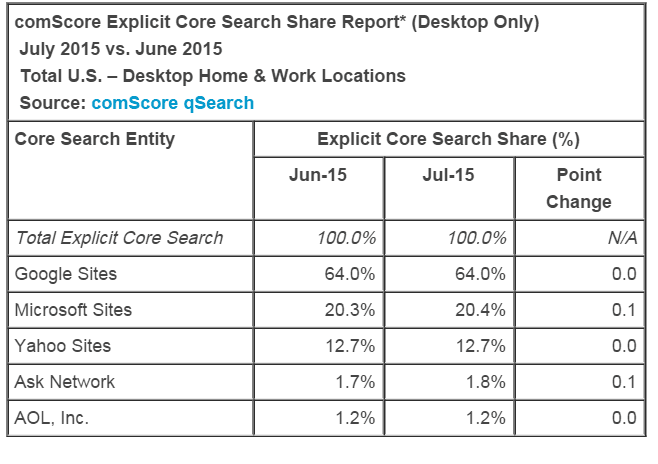 comScore Explicit Core Search Share Report* (Desktop Only)
July 2015 vs. June 2015
Total U.S. – Desktop Home & Work Locations
Source: comScore qSearch
Core Search Entity Explicit Core Search Share (%)
Jun-15 Jul-15 Point
Change
Total Explicit Core Search 100.0% 100.0% N/A
Google Sites 64.0% 64.0% 0.0
Microsoft Sites 20.3% 20.4% 0.1
Yahoo Sites 12.7% 12.7% 0.0
Ask Network 1.7% 1.8% 0.1
AOL, Inc. 1.2% 1.2% 0.0